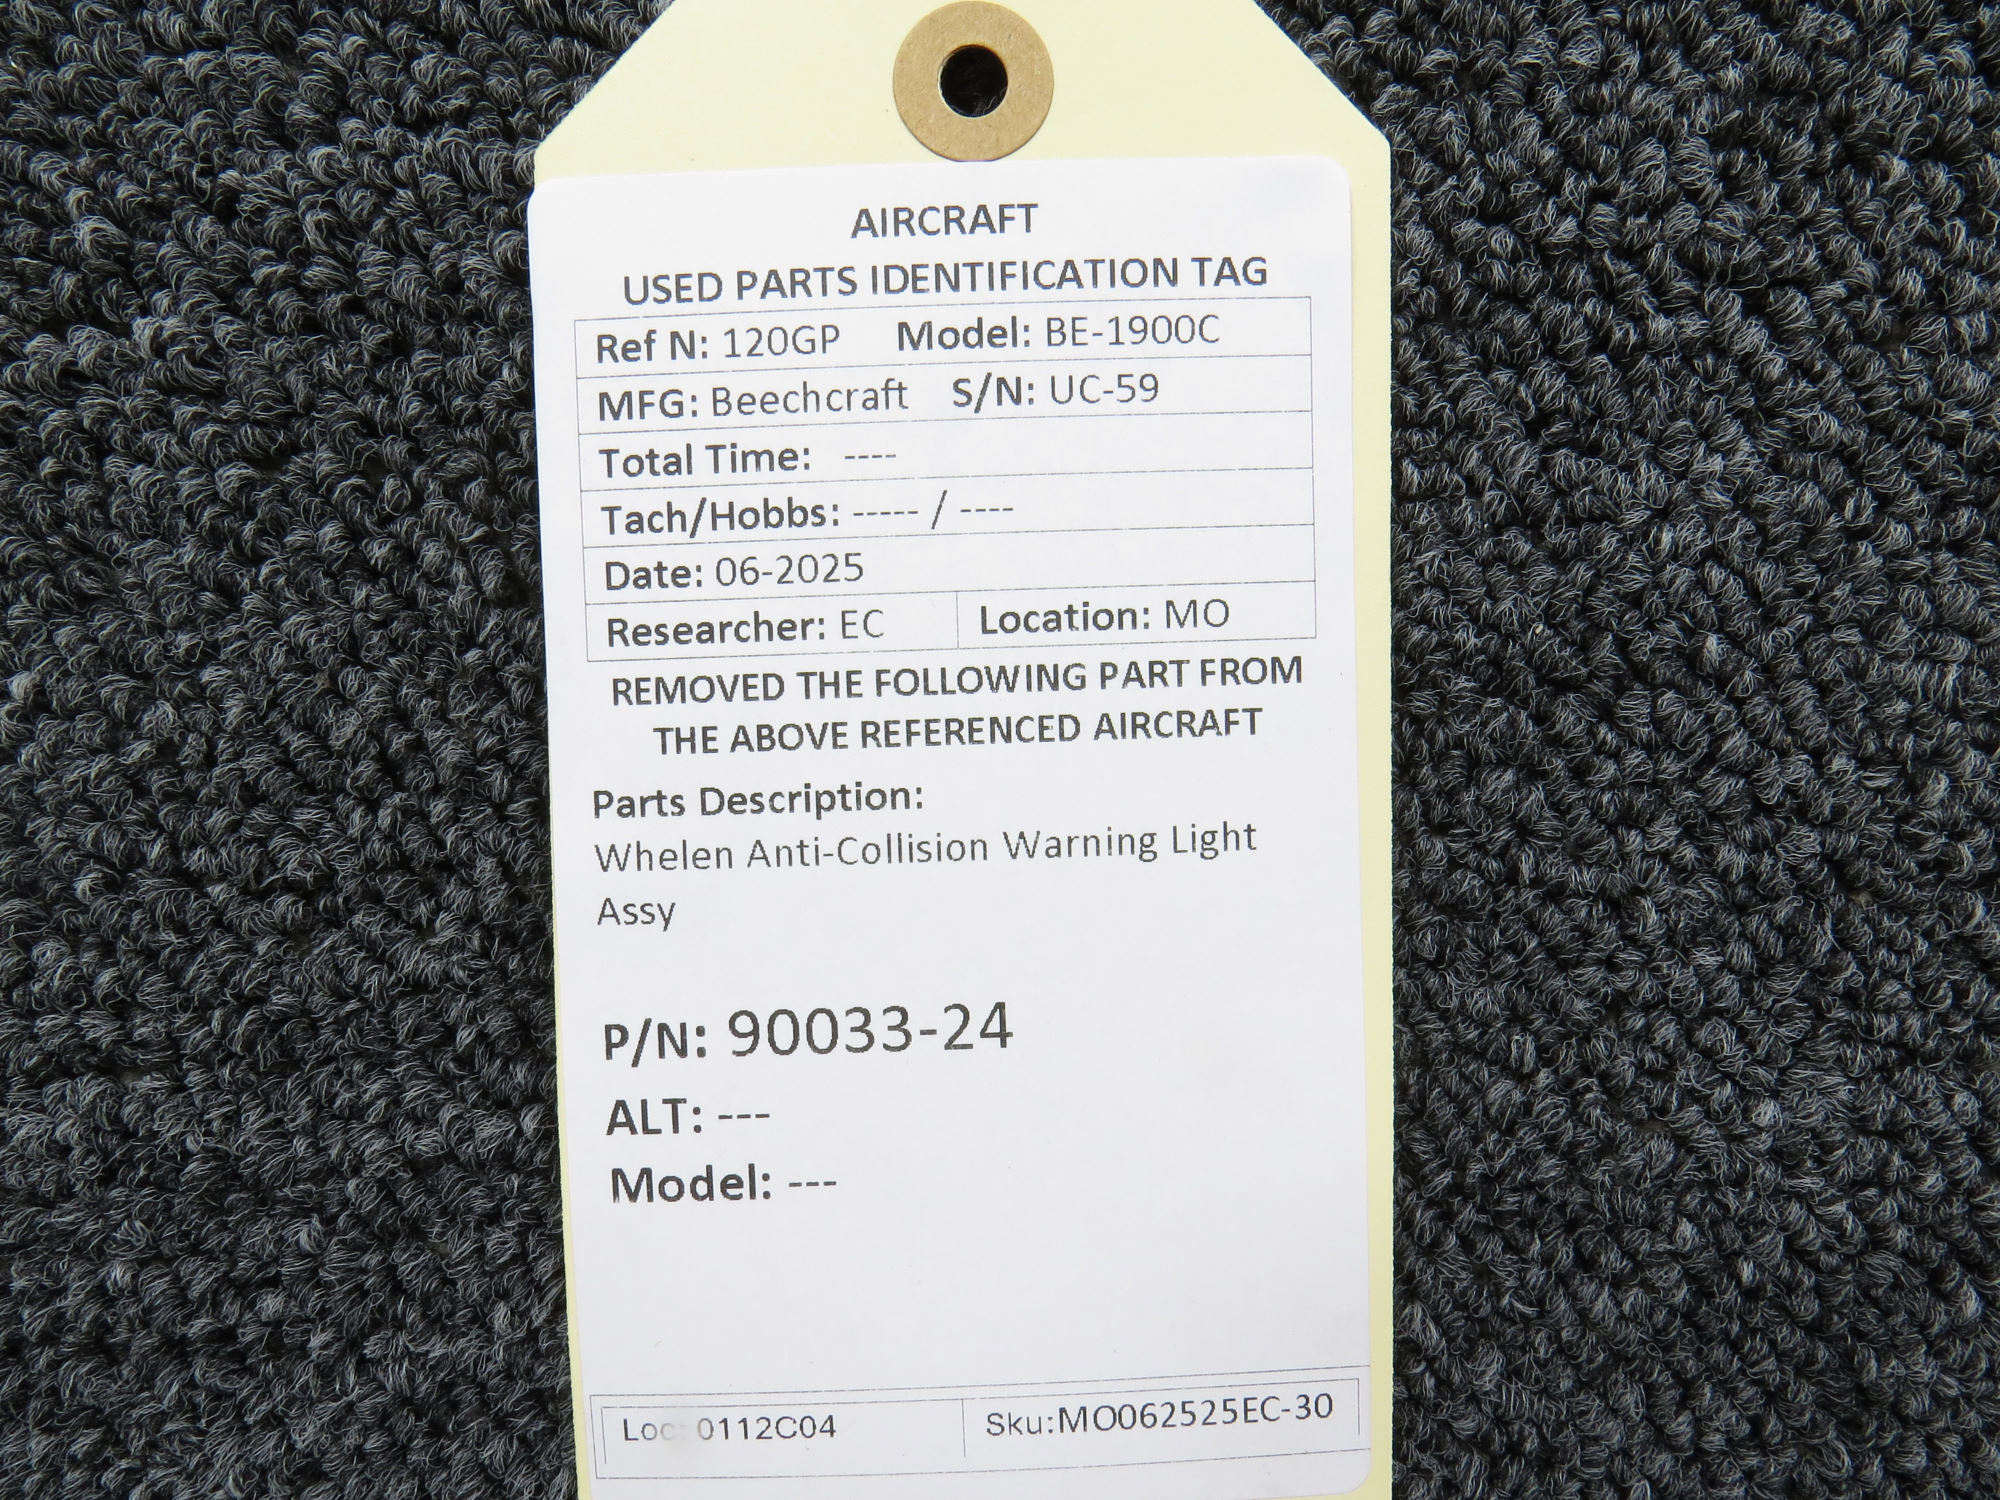 AIRCRAFT
USED PARTS IDENTIFICATION TAG
Ref N: 120GP Model: BE-1900C
MFG: Beechcraft S/N: UC-59
Total Time: ----
Tach/Hobbs: ----- / ----
Date: 06-2025
Researcher: EC Location: MO
REMOVED THE FOLLOWING PART FROM
THE ABOVE REFERENCED AIRCRAFT
Parts Description:
Whelen Anti-Collision Warning Light
Assy
P/N: 90033-24
ALT: ---
Model: ---
Loc: 0112C04 Sku:MO062525EC-30